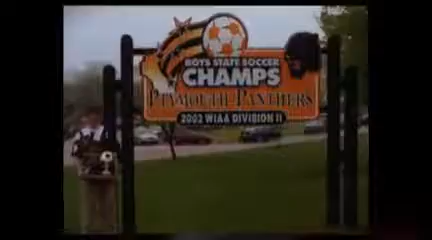 BOYS STATE SOCCER
CHAMPS
PLYMOUTH PANTHERS
2002 WIAA DIVISION II